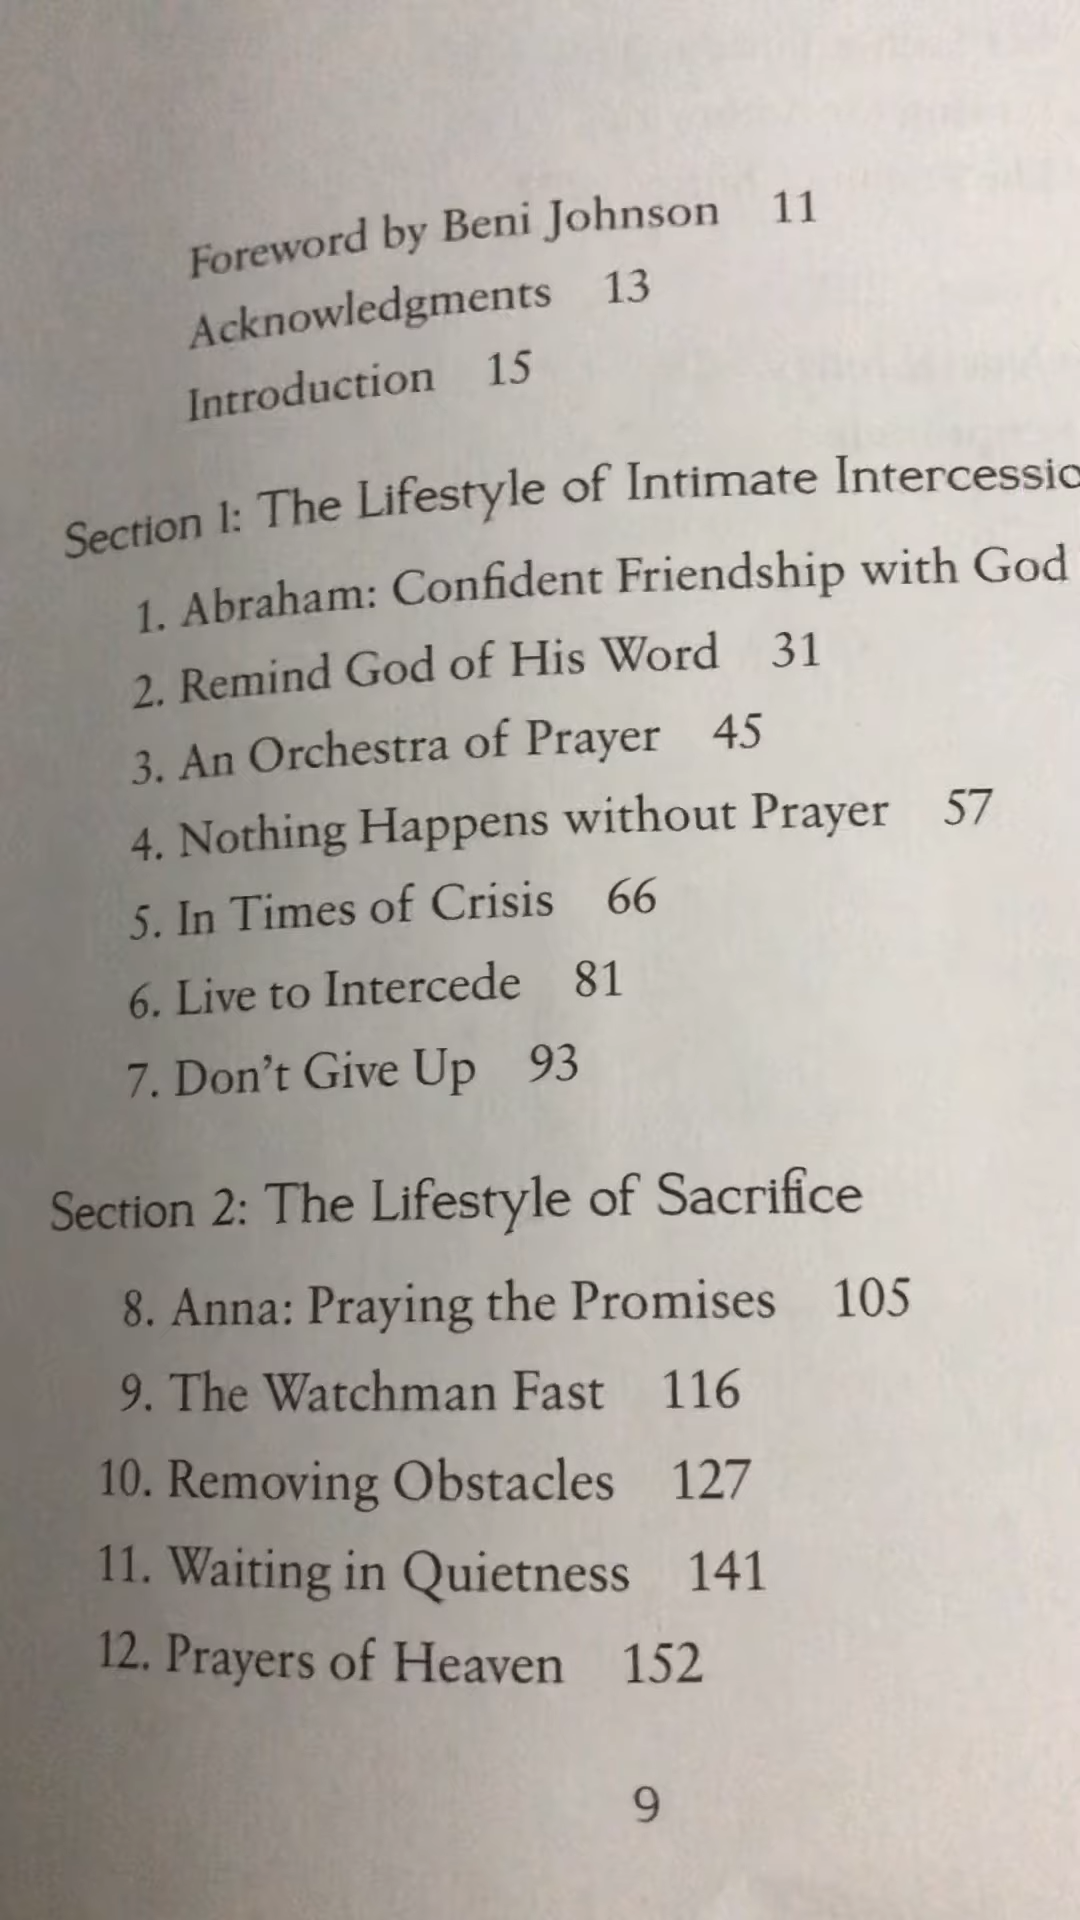 Foreword by Beni Johnson 11
Acknowledgments 13
Introduction 15
Section 1: The Lifestyle of Intimate Intercessio
1. Abraham: Confident Friendship with God
2. Remind God of His Word 31
3. An Orchestra of Prayer 45
4. Nothing Happens without Prayer 57
5. In Times of Crisis 66
6. Live to Intercede 81
7. Don't Give Up 93
Section 2: The Lifestyle of Sacrifice
8. Anna: Praying the Promises 105
9. The Watchman Fast 116
10. Removing Obstacles 127
11. Waiting in Quietness 141
12. Prayers of Heaven 152
9